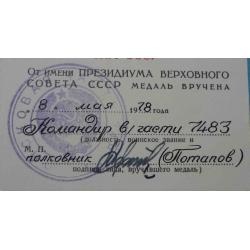 От имени ПРЕЗИДИУМА ВЕРХОВНОГО
СОВЕТА СССР МЕДАЛЬ ВРУЧЕНА
8. мая 1978 года
Командир в/части 7483
(должность, воинское звание и
М. П.
полковник (Потапов)
подпись лица, вручившего медаль)